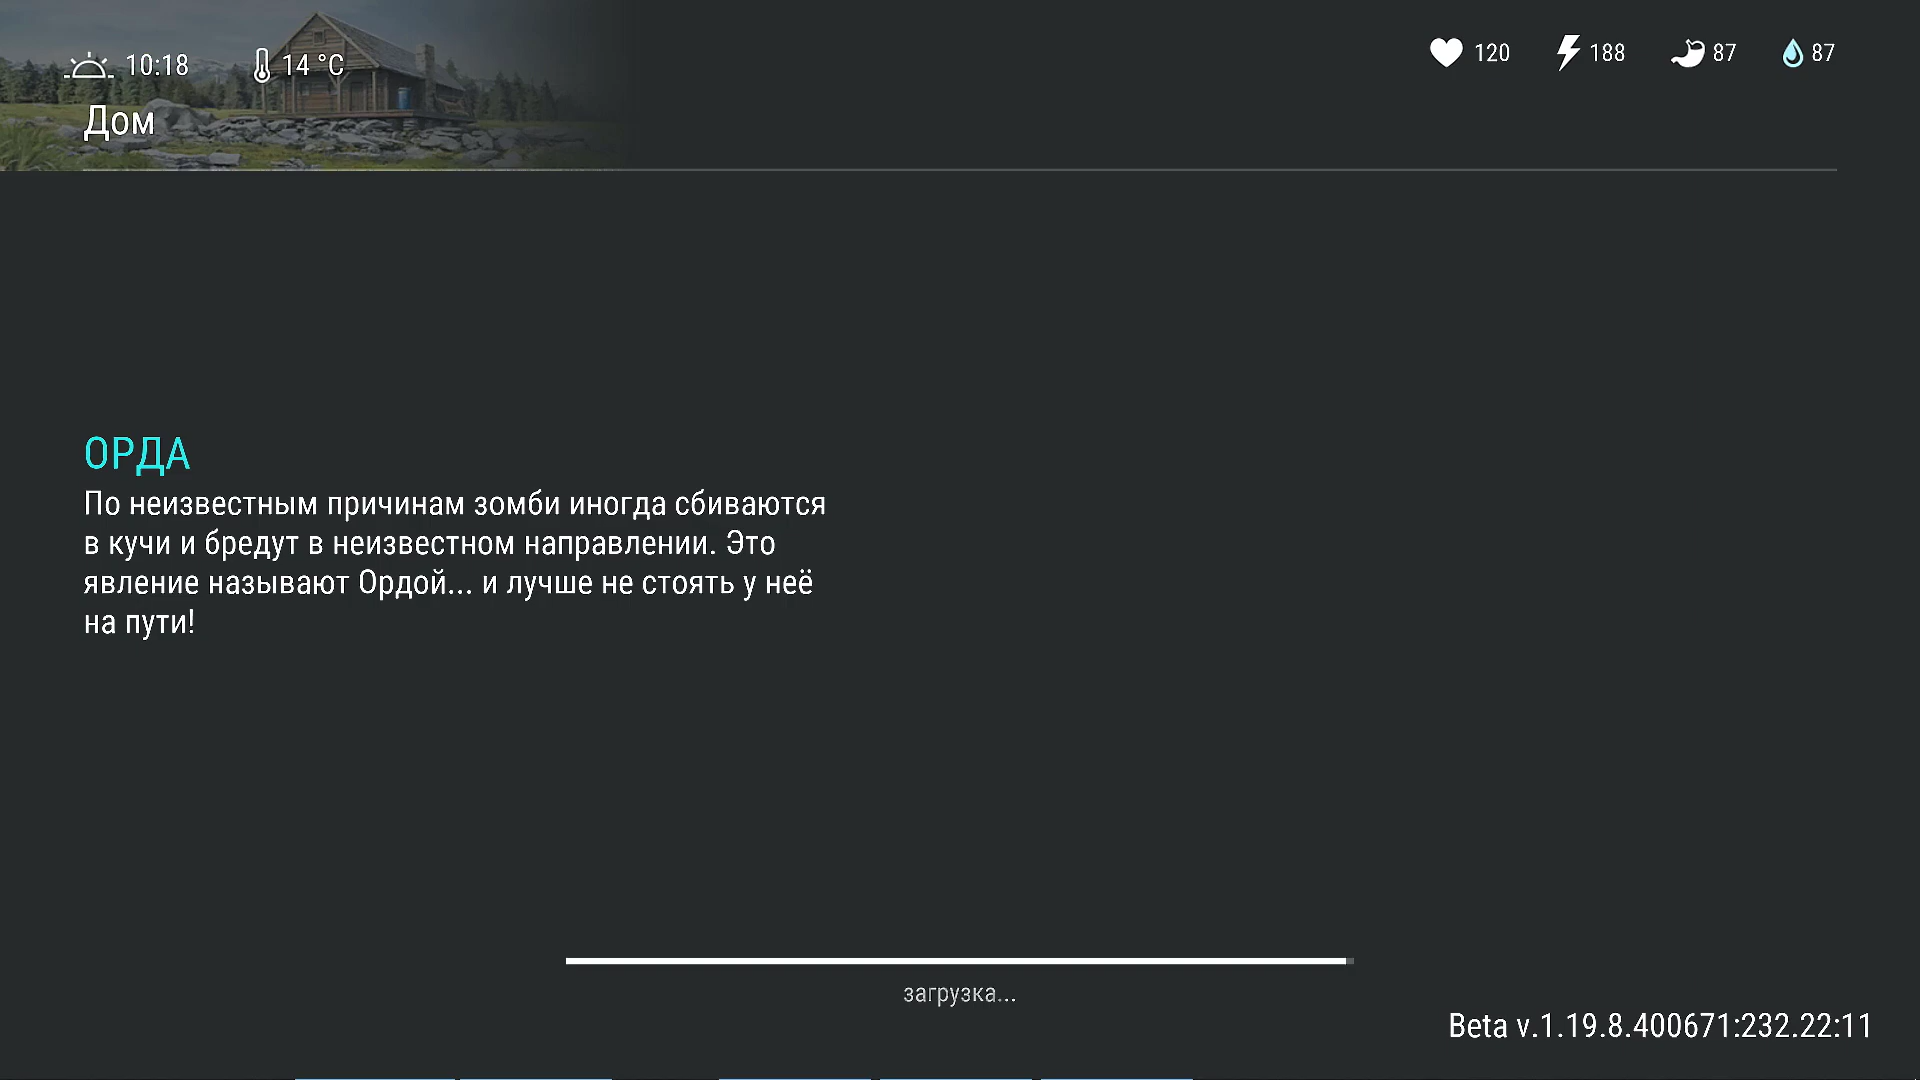 10:18
14 °C
120
188
87
87
Дом
ОРДА
По неизвестным причинам зомби иногда сбиваются
в кучи и бредут в неизвестном направлении. Это
явление называют Ордой... и лучше не стоять у неё
на пути!
загрузка...
Beta v.1.19.8.400671:232.22:11